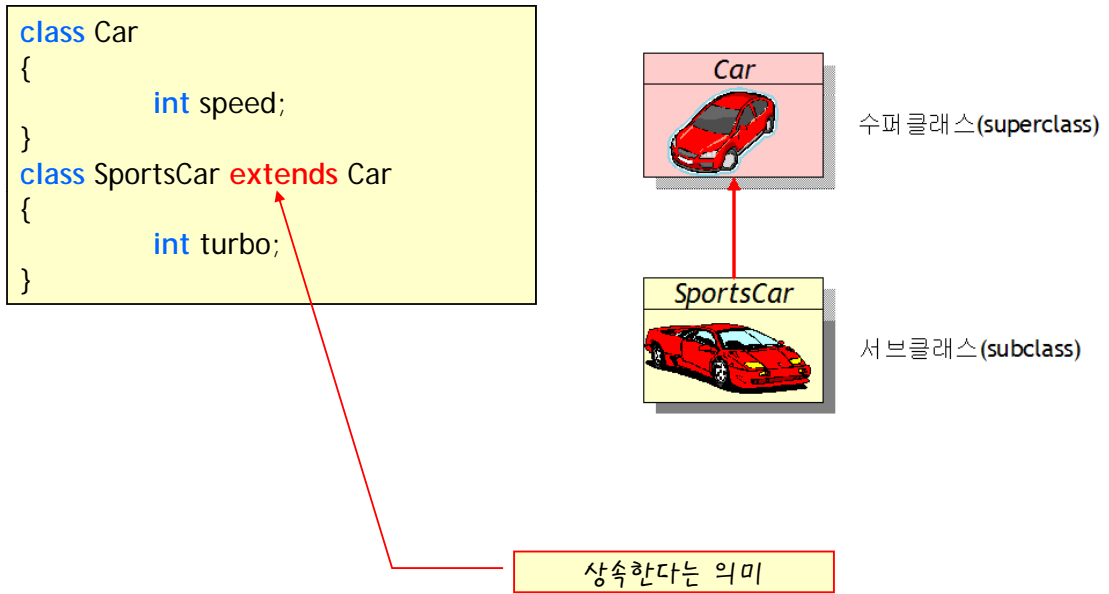 class Car
{
int speed;
}
class SportsCar extends Car
{
int turbo;
}
Car
수퍼클래스(superclass)
SportsCar
서브클래스(subclass)
상속한다는 의미